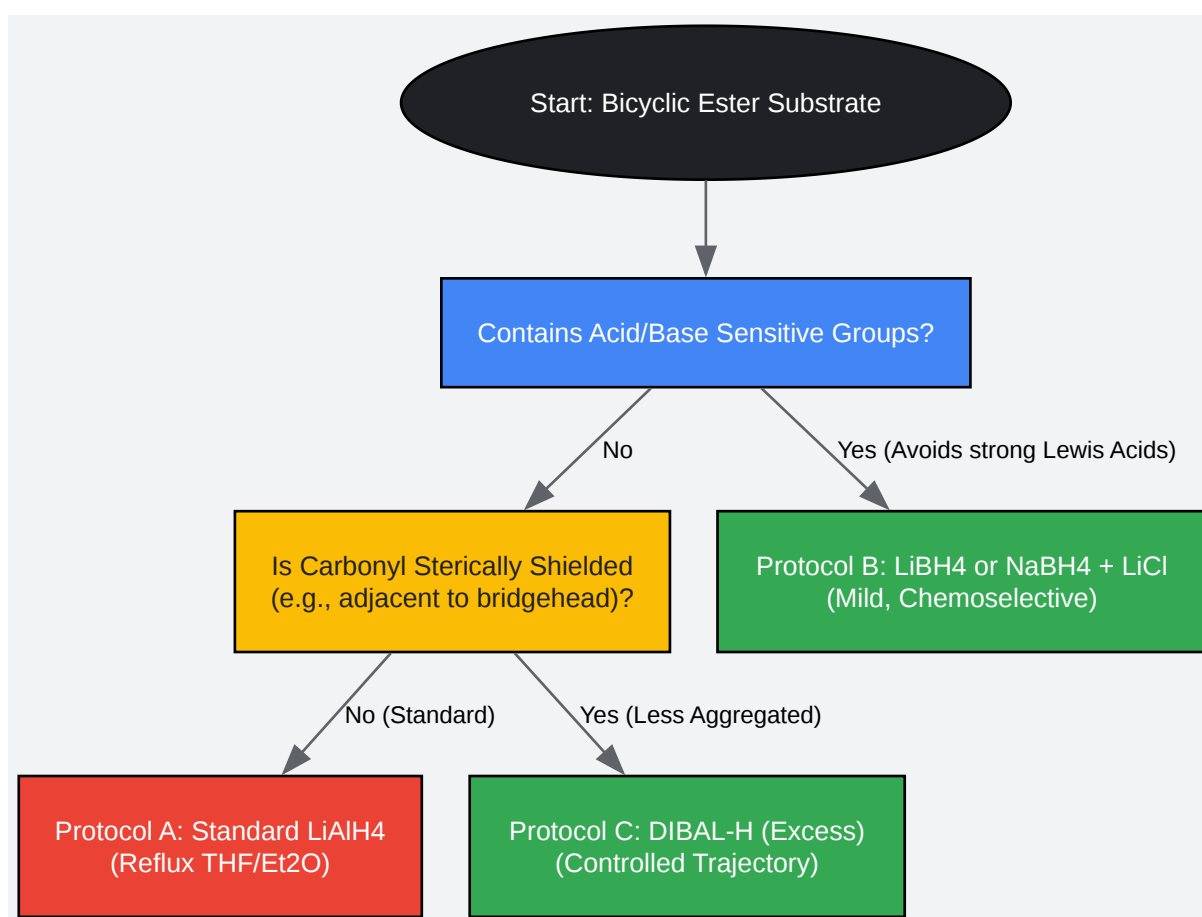 Start: Bicyclic Ester Substrate
Contains Acid/Base Sensitive Groups?
No
Yes (Avoids strong Lewis Acids)
Is Carbonyl Sterically Shielded
(e.g., adjacent to bridgehead)?
Protocol B: LiBH4 or NaBH4 + LiCl
(Mild, Chemoselective)
No (Standard)
Yes (Less Aggregated)
Protocol A: Standard LiAlH4
(Reflux THF/Et2O)
Protocol C: DIBAL-H (Excess)
(Controlled Trajectory)